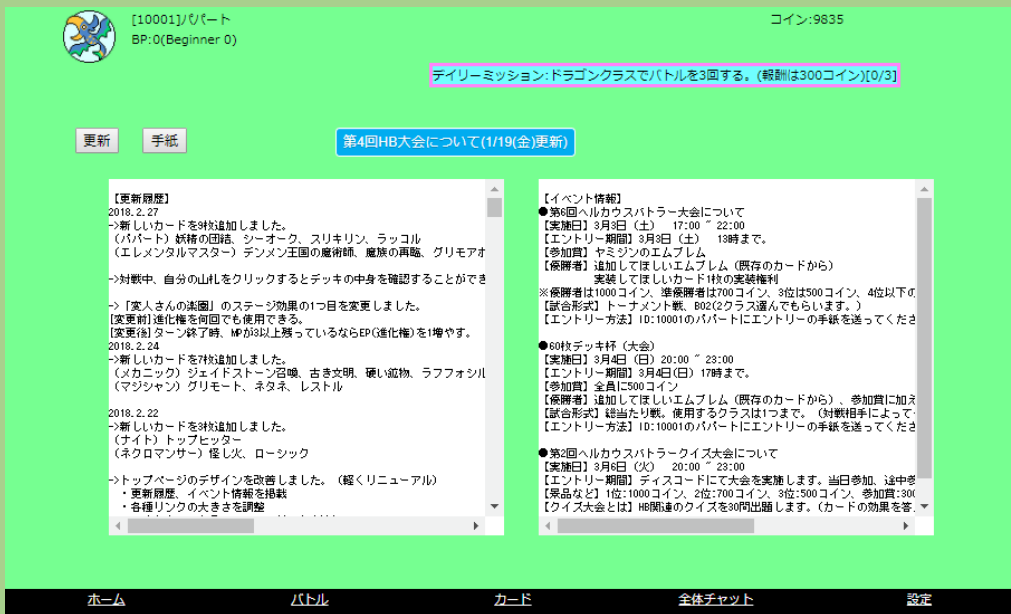 [10001]パパート
コイン:9835
BP:0(Beginner 0)
デイリーミッション:ドラゴンクラスでバトルを3回する。(報酬は300コイン)[0/3]
更新
手紙
第4回HB大会について(1/19(金)更新)
【更新履歴】
2018.2.27
->新しいカードを9枚追加しました。
(パパート) 妖精の団結、シーオーク、スリキリン、ラッコル
(エレメンタルマスター) デンメン王国の魔術師、魔族の再臨、グリモアオ
->対戦中、自分の山札をクリックするとデッキの中身を確認することができ
->「変人さんの楽園」のステージ効果の1つ目を変更しました。
[変更前]進化権を何回でも使用できる。
[変更後]ターン終了時、MPが3以上残っているならEP(進化権)を1増やす。
2018.2.24
->新しいカードを7枚追加しました。
(メカニック) ジェイドストーン召喚、古き文明、硬い鉱物、ラフフォシル
(マジシャン) グリモート、ネタネ、レストル
2018.2.22
->新しいカードを3枚追加しました。
(ナイト) トップヒッター
(ネクロマンサー) 怪し火、ローシック
->トップページのデザインを改善しました。(軽くリニューアル)
・更新履歴、イベント情報を掲載
・各種リンクの大きさを調整
【イベント情報】
●第6回ヘルカウスバトラー大会について
【実施日】3月3日 (土) 17:00 ~ 22:00
【エントリー期間】3月3日 (土) 13時まで。
【参加賞】ヤミジンのエムブレム
【優勝者】追加してほしいエムブレム (既存のカードから)
実装してほしいカード1枚の実装権利
※優勝者は1000コイン、準優勝者は700コイン、3位は500コイン、4位以下の
【試合形式】トーナメント戦、BO2(2クラス選んでもらいます。)
【エントリー方法】ID:10001のパパートにエントリーの手紙を送ってくださ
●60枚デッキ杯 (大会)
【実施日】3月4日 (日) 20:00 ~ 23:00
【エントリー期間】3月4日(日) 17時まで。
【参加賞】全員に500コイン
【優勝者】追加してほしいエムブレム (既存のカードから) 、参加賞に加え
【試合形式】総当たり戦。使用するクラスは1つまで。 (対戦相手によって
【エントリー方法】ID:10001のパパートにエントリーの手紙を送ってくださ
●第2回ヘルカウスバトラークイズ大会について
【実施日】3月6日 (火) 20:00 ~ 23:00
【エントリー期間】ディスコードにて大会を実施します。当日参加、途中参
【景品など】1位:1000コイン、2位:700コイン、3位:500コイン、参加賞:300
【クイズ大会とは】HB関連のクイズを30問出題します。(カードの効果を答
ホーム
バトル
カード
全体チャット
設定